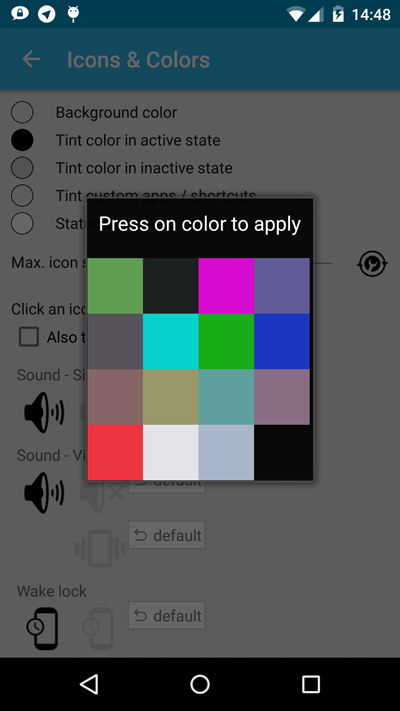 14:48
Icons & Colors
Background color
Tint color in active state
Tint color in inactive state
Tint custom apps / shortcuts
Status
Press on color to apply
Max. icon s
Click an ico
Also t
Sound - Si
Sound - Vi
default
default
Wake lock
default